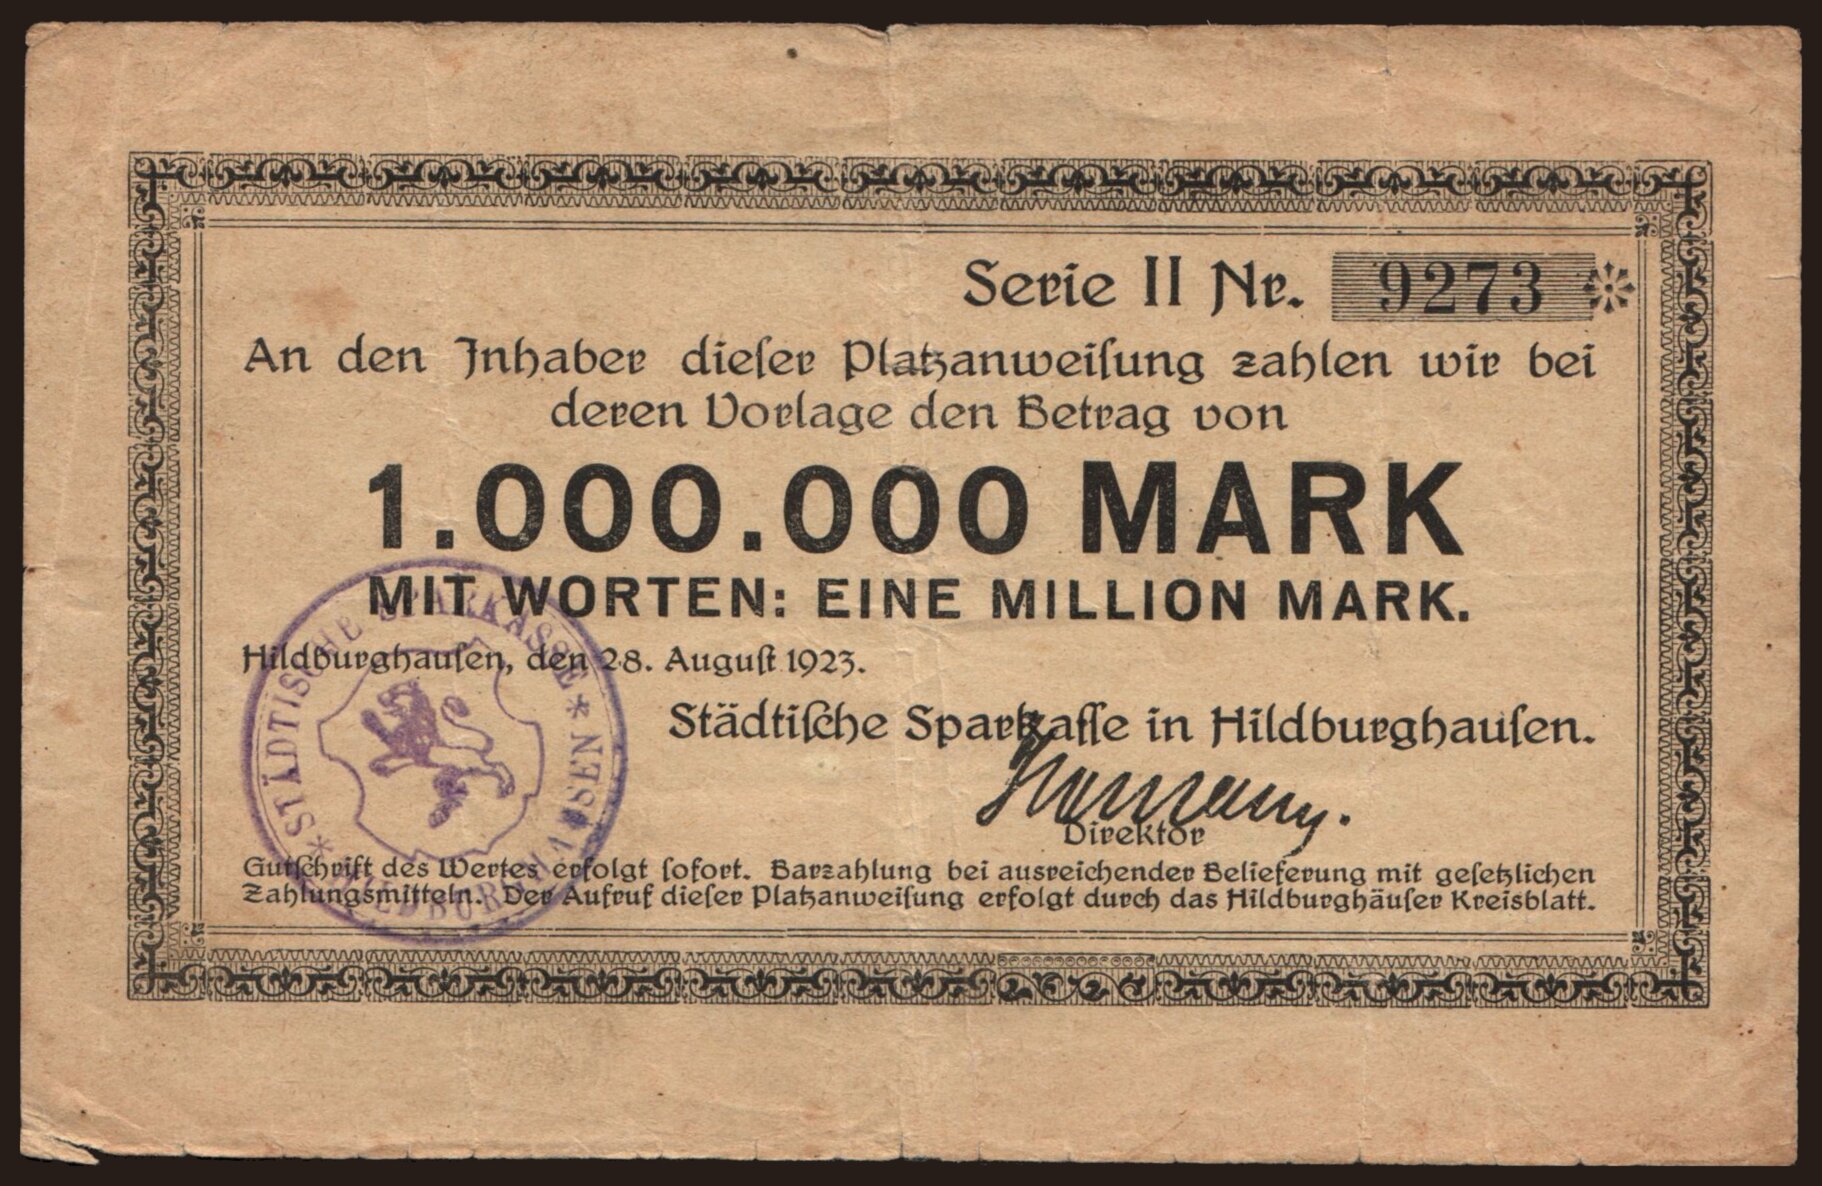 Serie II Nr. 9273
An den Inhaber dieser Platzanweisung zahlen wir bei
deren Vorlage den Betrag von
1.000.000 MARK
MIT WORTEN: EINE MILLION MARK.
Hildburghausen, den 28. August 1923.
Städtische Sparkasse in Hildburghausen.
Direktor
Gutschrift des Wertes erfolgt sofort. Barzahlung bei ausreichender Belieferung mit gesetzlichen
Zahlungsmitteln. Der Aufruf dieser Platzanweisung erfolgt durch das Hildburghäuser Kreisblatt.
* STÄDTISCHE SPARKASSE *
HILDBURGHAUSEN